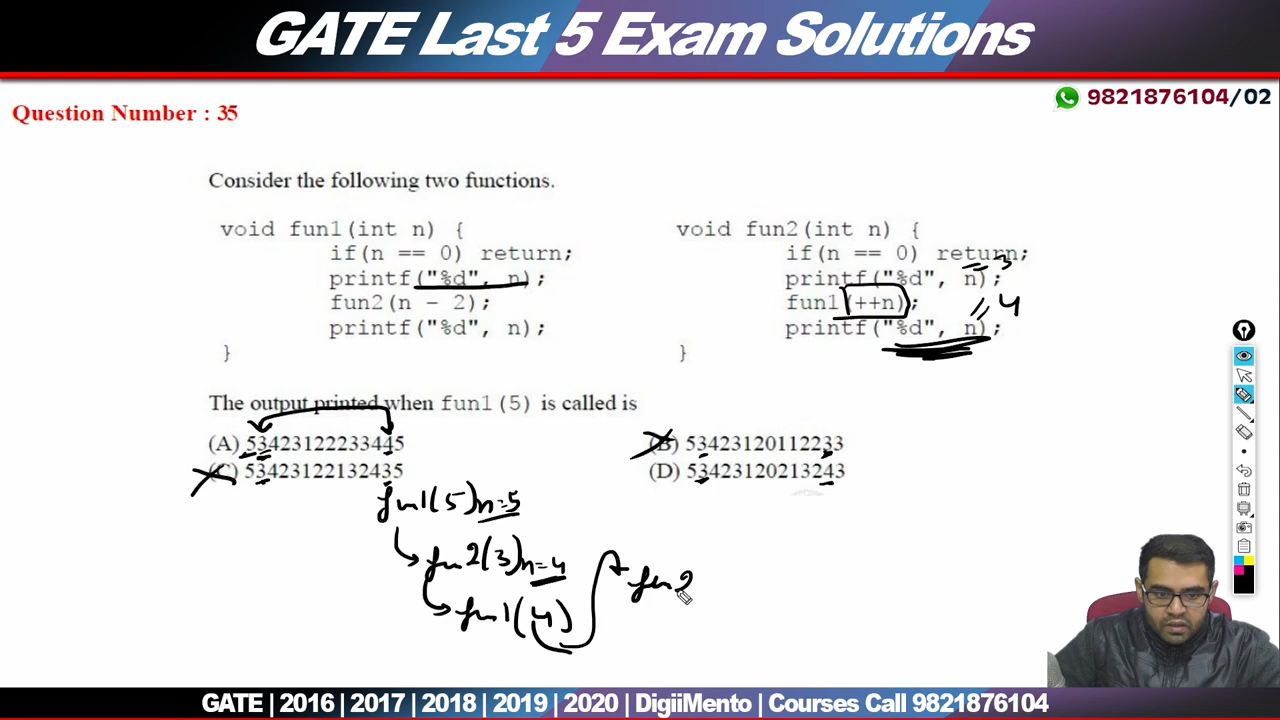 GATE Last 5 Exam Solutions
Question Number : 35
9821876104/02
Consider the following two functions.
void fun1(int n) {
if(n == 0) return;
printf("%d", n);
fun2(n - 2);
printf("%d", n);
}
void fun2(int n) {
if(n == 0) return;
printf("%d", n);
fun1(++n);
printf("%d", n);
}
3
4
The output printed when fun1(5) is called is
(A) 53423122233445
(B) 53423120112233
(C) 53423122132435
(D) 53423120213243
fun1(5) n=5
fun2(3) n=4
fun1(4)
fun2
GATE | 2016 | 2017 | 2018 | 2019 | 2020 | DigiiMento | Courses Call 9821876104